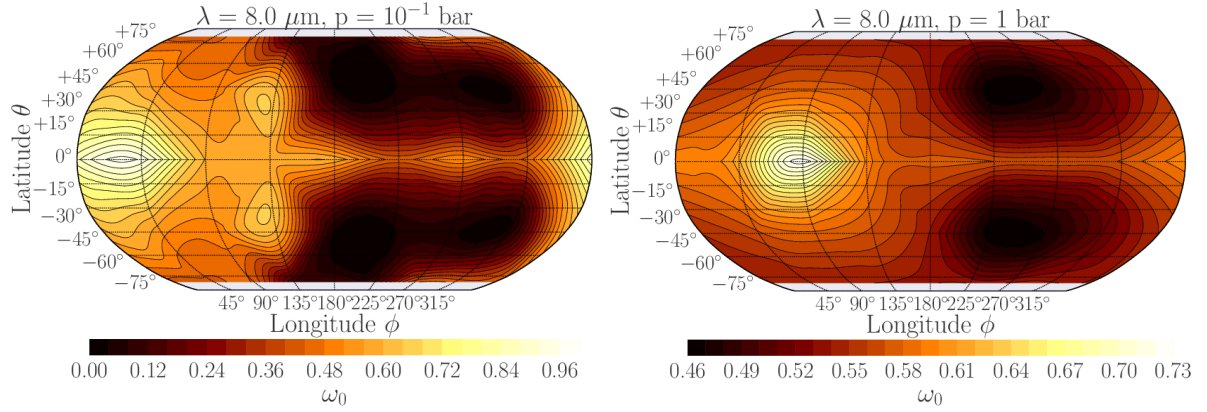 λ = 8.0 μm, p = 10⁻¹ bar
+75°
+60°
+45°
+30°
+15°
0°
−15°
−30°
−45°
−60°
−75°
Latitude θ
45° 90° 135° 180° 225° 270° 315°
Longitude ϕ
0.00 0.12 0.24 0.36 0.48 0.60 0.72 0.84 0.96
ω₀
λ = 8.0 μm, p = 1 bar
+75°
+60°
+45°
+30°
+15°
0°
−15°
−30°
−45°
−60°
−75°
Latitude θ
45° 90° 135° 180° 225° 270° 315°
Longitude ϕ
0.46 0.49 0.52 0.55 0.58 0.61 0.64 0.67 0.70 0.73
ω₀